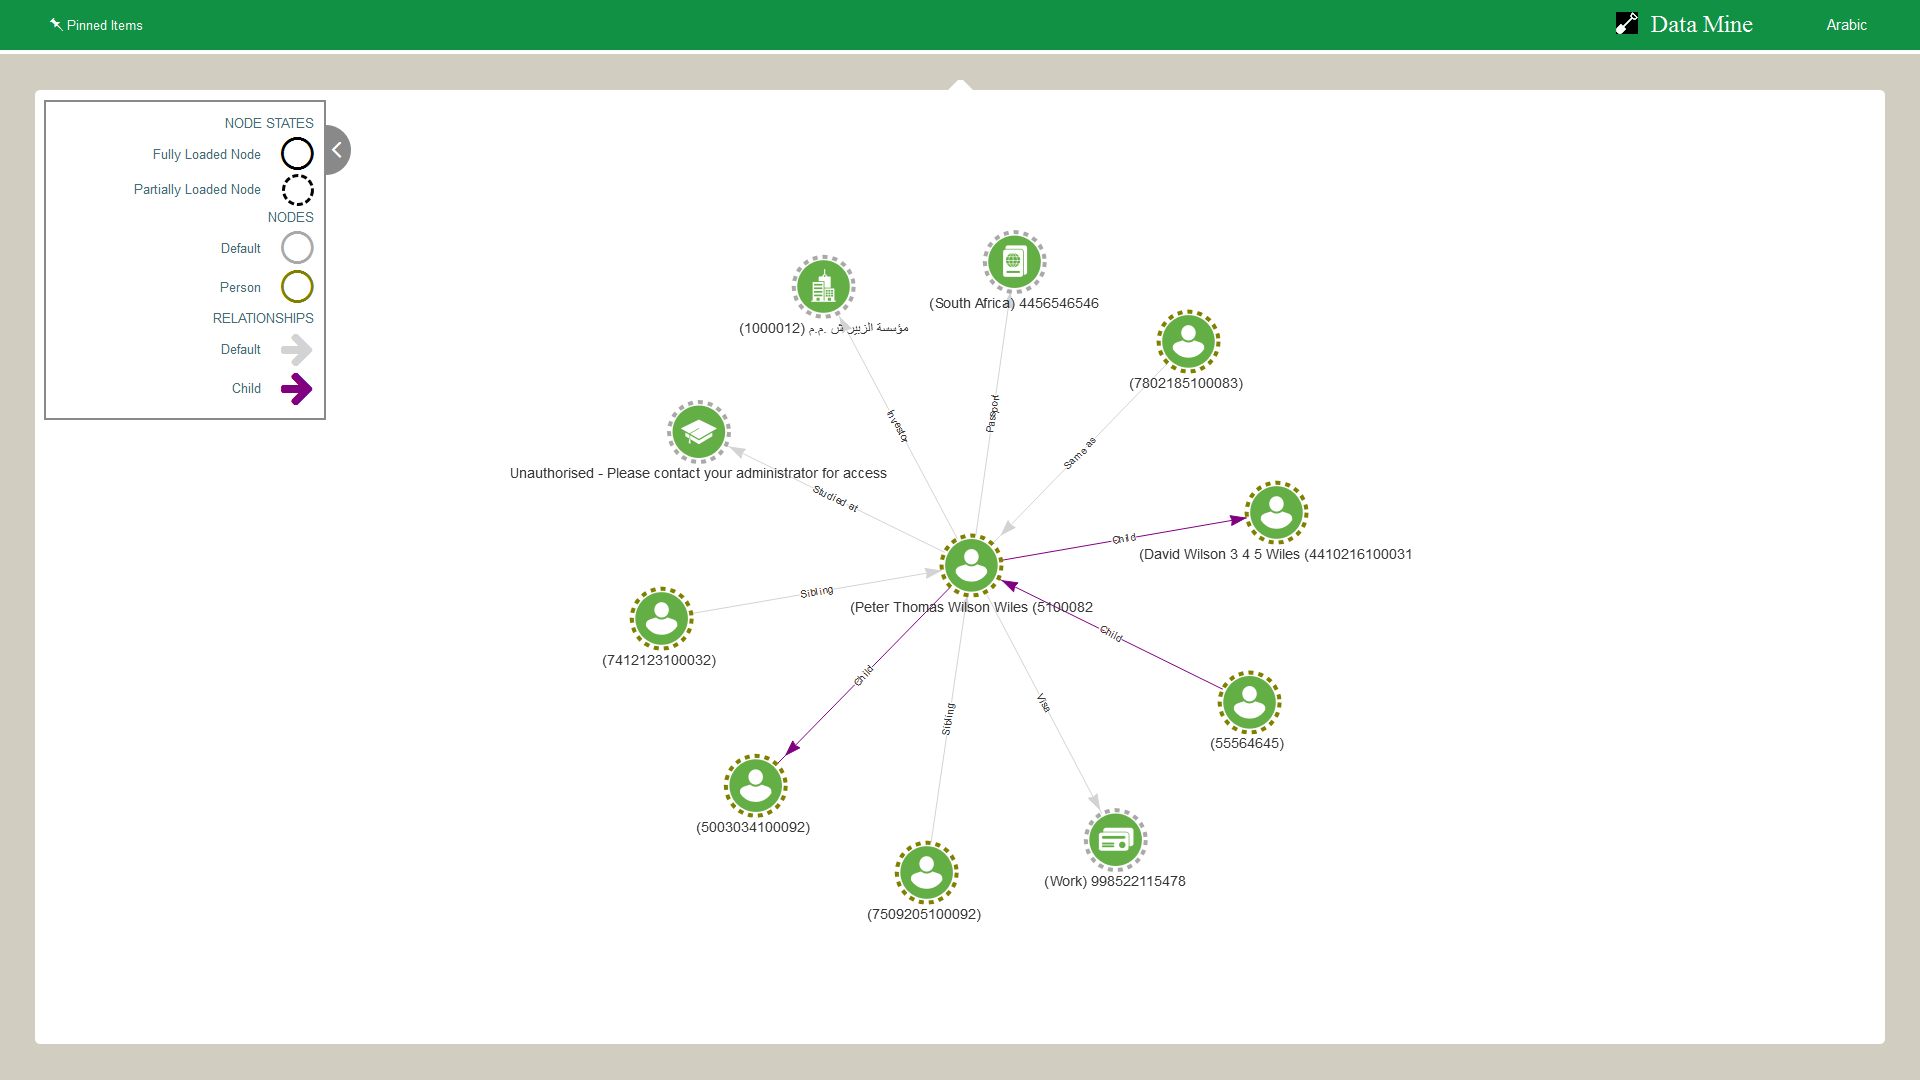 Pinned Items
Data Mine
Arabic
NODE STATES
Fully Loaded Node
Partially Loaded Node
NODES
Default
Person
RELATIONSHIPS
Default
Child
(South Africa) 4456546546
(1000012) مؤسسة الزبير ش .م.م
(7802185100083)
Investor
Passport
Same as
Unauthorised - Please contact your administrator for access
Studied at
Child
(David Wilson 3 4 5 Wiles (4410216100031
Sibling
(Peter Thomas Wilson Wiles (5100082
Child
(7412123100032)
Child
Sibling
Visa
(55564645)
(5003034100092)
(Work) 998522115478
(7509205100092)